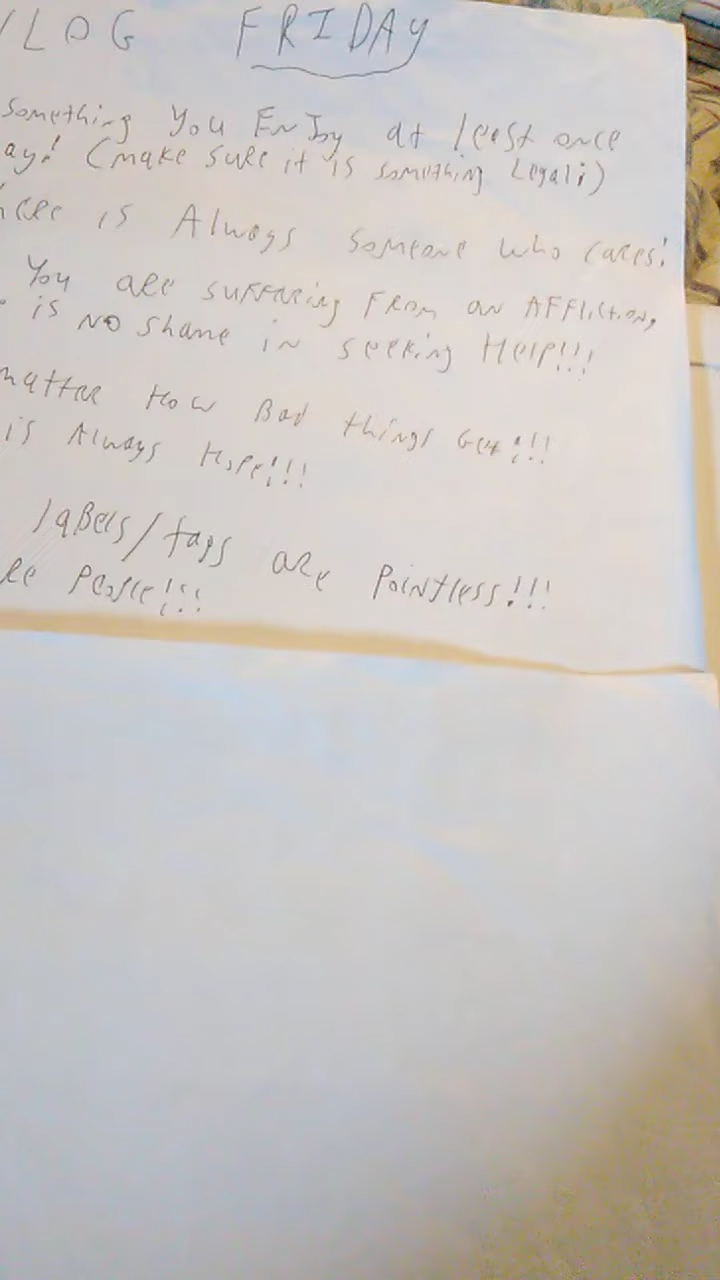 VLOG FRIDAY
Something You EnJoy at least once
ay! (make sure it is something Legal!)
is Always someone who cares!
You are suffering From an AFFliction,
is NO shame in seeking Help!!!
matter How Bad things Get!!!
is Always Hope!!!
labels/tags are Pointless!!!
re People!!!